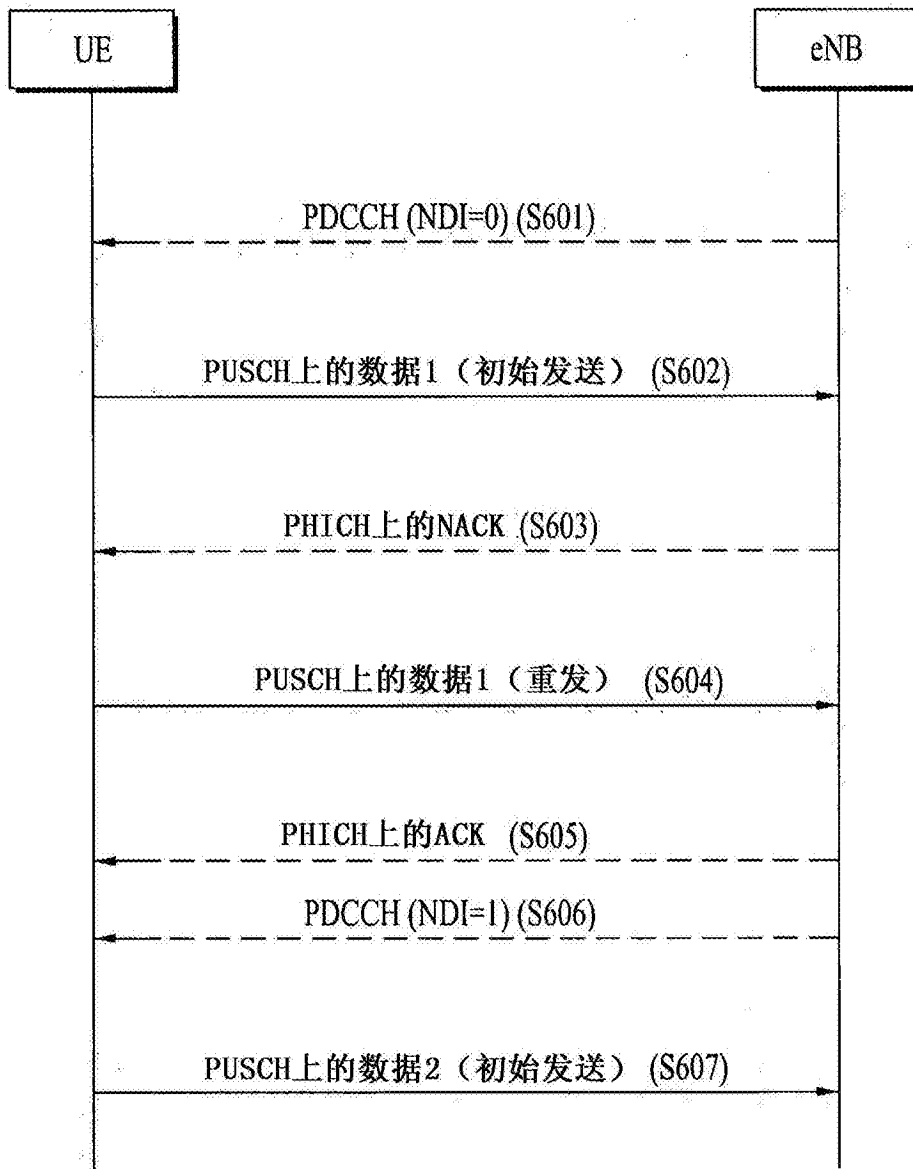 UE
eNB
PDCCH (NDI=0) (S601)
PUSCH上的数据1（初始发送） (S602)
PHICH上的NACK (S603)
PUSCH上的数据1（重发） (S604)
PHICH上的ACK (S605)
PDCCH (NDI=1) (S606)
PUSCH上的数据2（初始发送） (S607)